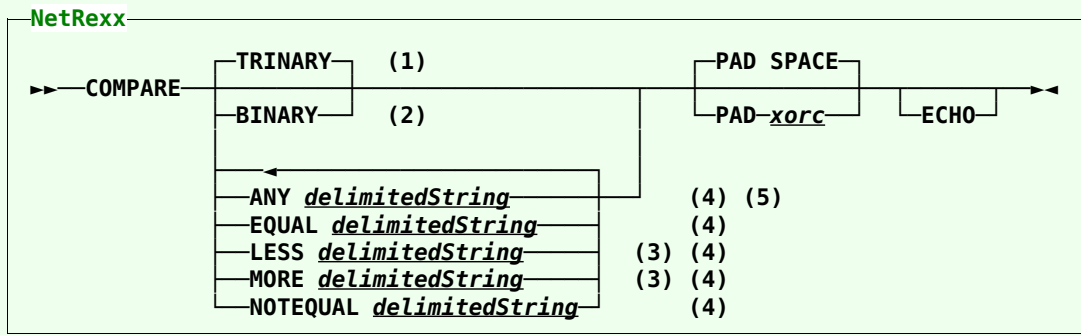 NetRexx
TRINARY (1) PAD SPACE
COMPARE
BINARY (2) PAD xorc ECHO
ANY delimitedString (4) (5)
EQUAL delimitedString (4)
LESS delimitedString (3) (4)
MORE delimitedString (3) (4)
NOTEQUAL delimitedString (4)